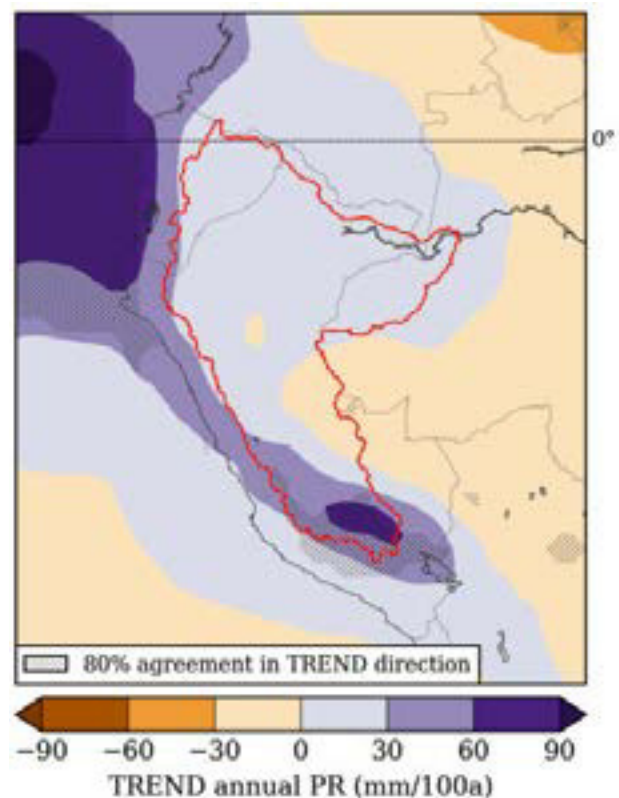 0°
80% agreement in TREND direction
−90 −60 −30 0 30 60 90
TREND annual PR (mm/100a)